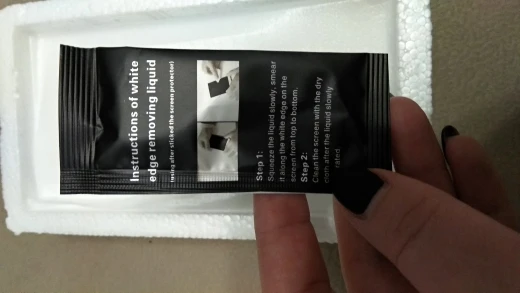 Instructions of white
edge removing liquid
(using after sticked the screen protector)
Step 1:
Squeeze the liquid slowly, smear
it along the white edge on the
screen from top to bottom.
Step 2:
Clean the screen with the dry
after the liquid slowly